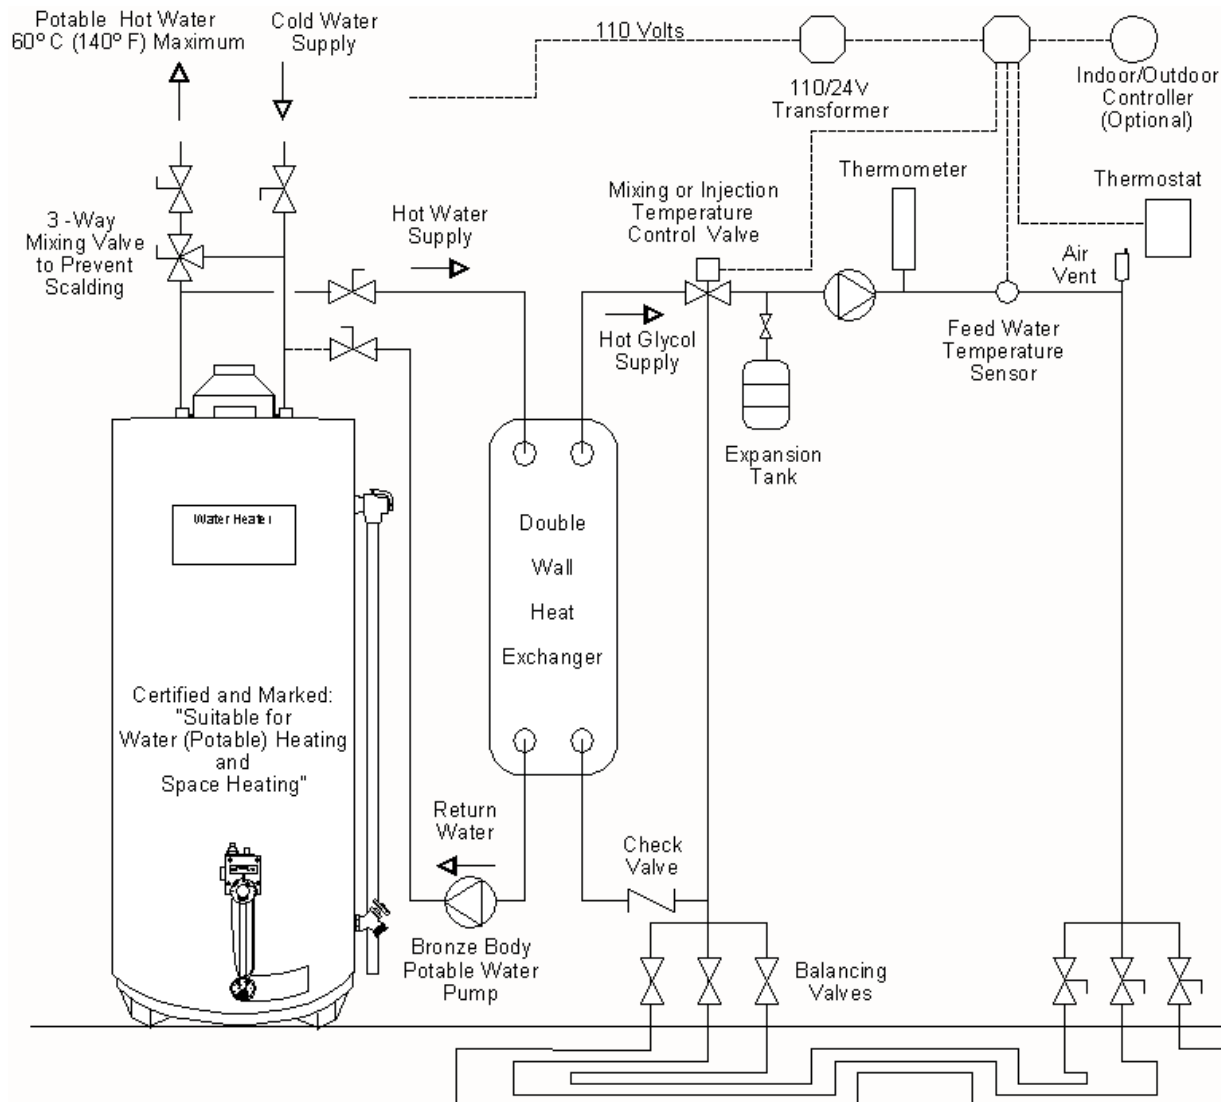 Potable Hot Water
60° C (140° F) Maximum
Cold Water
Supply
110 Volts
110/24V
Transformer
Indoor/Outdoor
Controller
(Optional)
Thermometer
Thermostat
Mixing or Injection
Temperature
Control Valve
Hot Water
Supply
3 -Way
Mixing Valve
to Prevent
Scalding
Air
Vent
Hot Glycol
Supply
Feed Water
Temperature
Sensor
Expansion
Tank
Water Heater
Double
Wall
Heat
Exchanger
Certified and Marked:
"Suitable for
Water (Potable) Heating
and
Space Heating"
Return
Water
Check
Valve
Bronze Body
Potable Water
Pump
Balancing
Valves